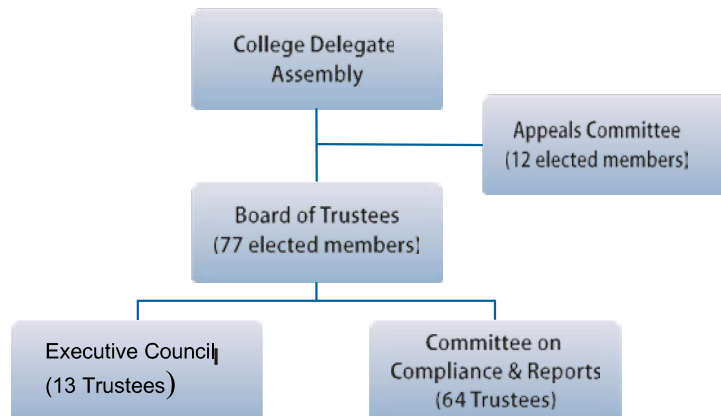 College Delegate
Assembly
Appeals Committee
(12 elected members)
Board of Trustees
(77 elected members)
Executive Council
(13 Trustees)
Committee on
Compliance & Reports
(64 Trustees)